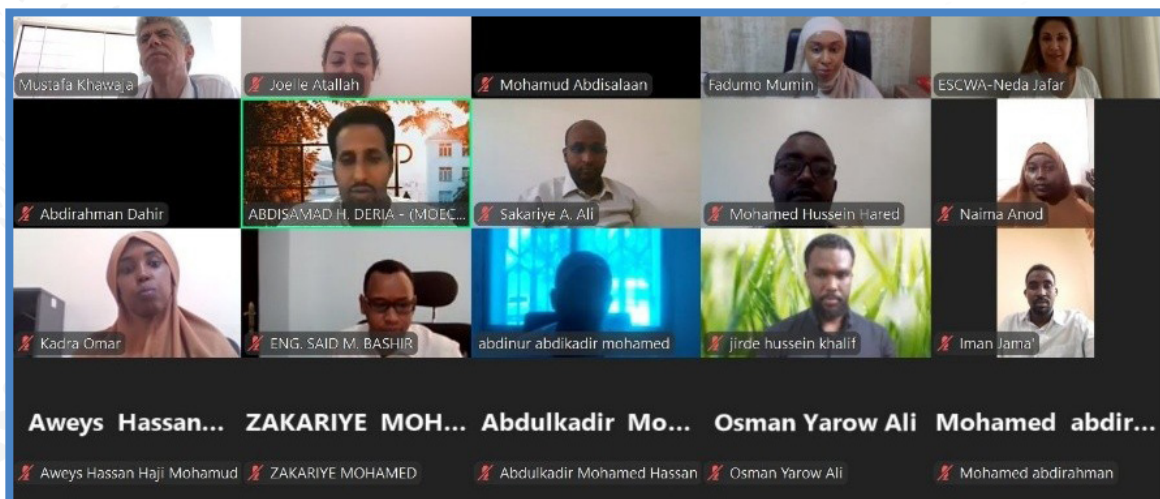 Mustafa Khawaja
Joelle Atallah
Mohamud Abdisalaan
Fadumo Mumin
ESCWA-Neda Jafar
Abdirahman Dahir
ABDISAMAD H. DERIA - (MOEC...
Sakariye A. Ali
Mohamed Hussein Hared
Naima Anod
Kadra Omar
ENG. SAID M. BASHIR
abdinur abdikadir mohamed
jirde hussein khalif
Iman Jama'
Aweys Hassan...
ZAKARIYE MOH...
Abdulkadir Mo...
Osman Yarow Ali
Mohamed abdir...
Aweys Hassan Haji Mohamud
ZAKARIYE MOHAMED
Abdulkadir Mohamed Hassan
Osman Yarow Ali
Mohamed abdirahman